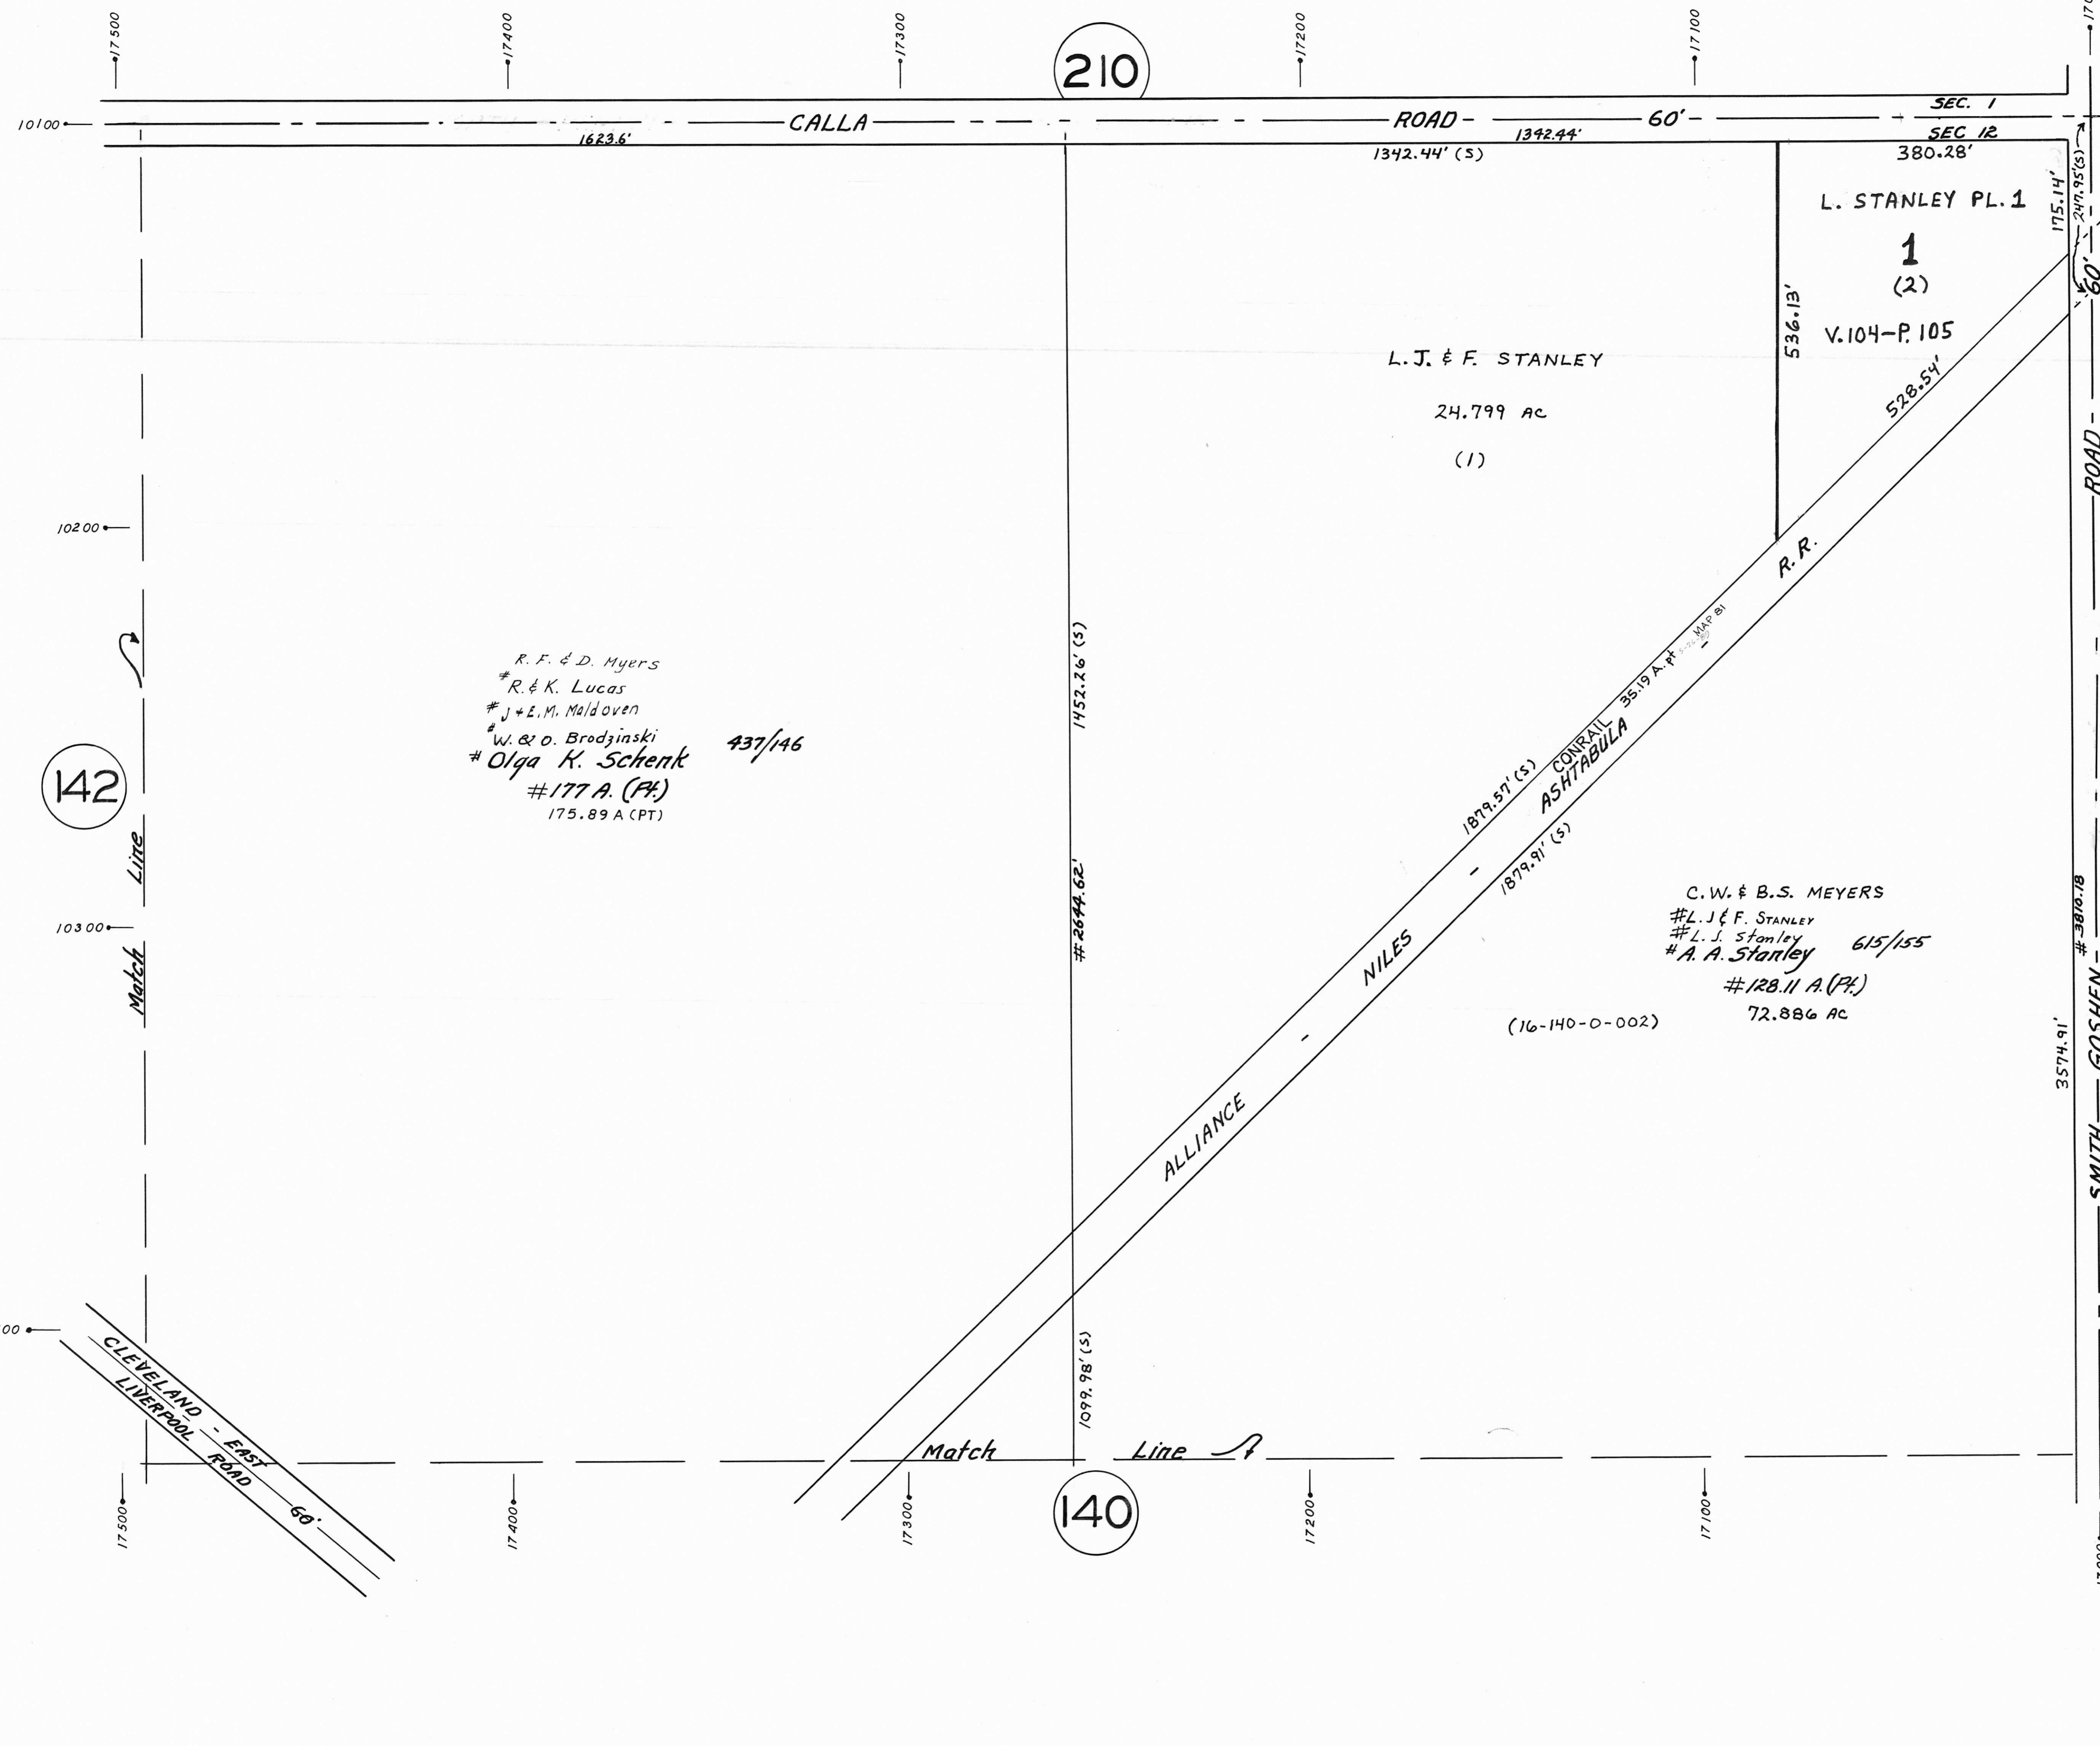 17500
17400
17300
210
17200
17100
10100
CALLA ROAD 60'
SEC. 1
SEC 12
1623.6'
1342.44'
1342.44' (S)
380.28'
175.14'
247.95' (S)
60'
L. STANLEY PL. 1
1
(2)
V.104-P.105
536.13'
528.54'
L.J. & F. STANLEY
24.799 AC
(1)
ROAD
10200
R. R.
MAP 81
35.19 A. pt
CONRAIL
ASHTABULA
1879.57' (S)
1879.91' (S)
NILES
ALLIANCE
1452.26' (S)
# 2644.62'
1099.98' (S)
R. F. & D. Myers
# R. & K. Lucas
# J + E.M. Maldoven
# W. & O. Brodzinski
# Olga K. Schenk 437/146
#177 A. (Pt.)
175.89 A (PT)
142
Match Line
10300
C.W. & B.S. MEYERS
#L. J & F. STANLEY
#L. J. Stanley
# A. A. Stanley 615/155
#128.11 A. (Pt.)
72.886 AC
(16-140-0-002)
# 3810.18
3574.91'
SMITH - GOSHEN -
00
CLEVELAND - EAST
LIVERPOOL ROAD
60'
Match Line
140
17500
17400
17300
17200
17100